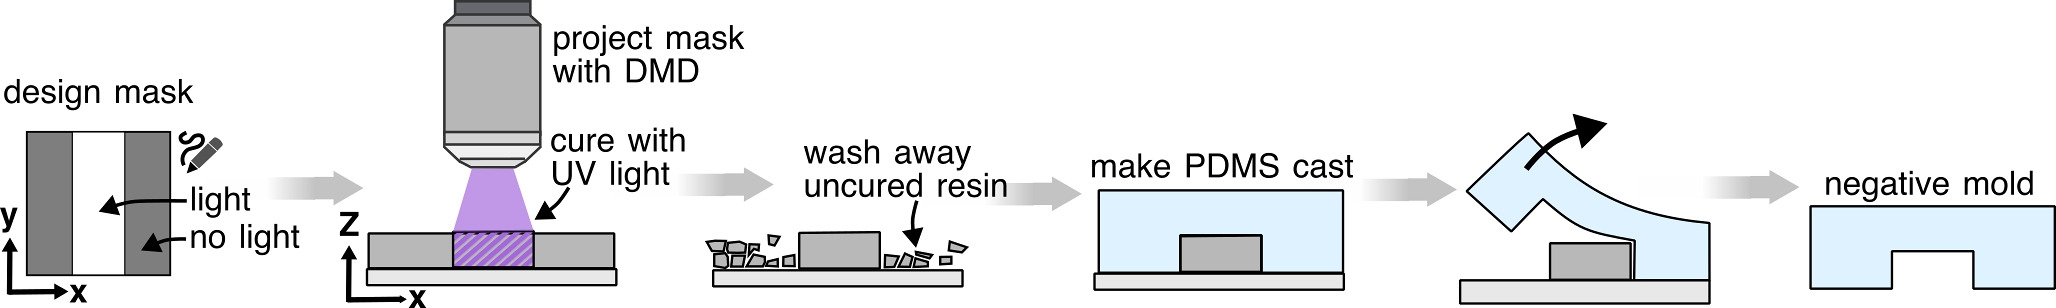 design mask
light
no light
y
x
project mask
with DMD
cure with
UV light
z
x
wash away
uncured resin
make PDMS cast
negative mold